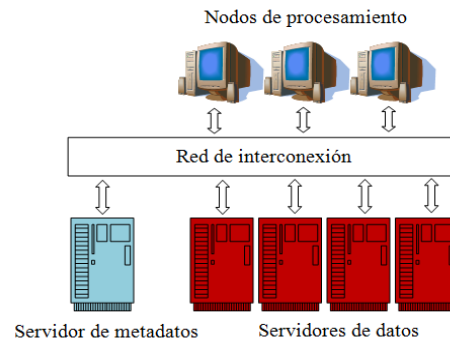 Nodos de procesamiento
Red de interconexión
Servidor de metadatos
Servidores de datos